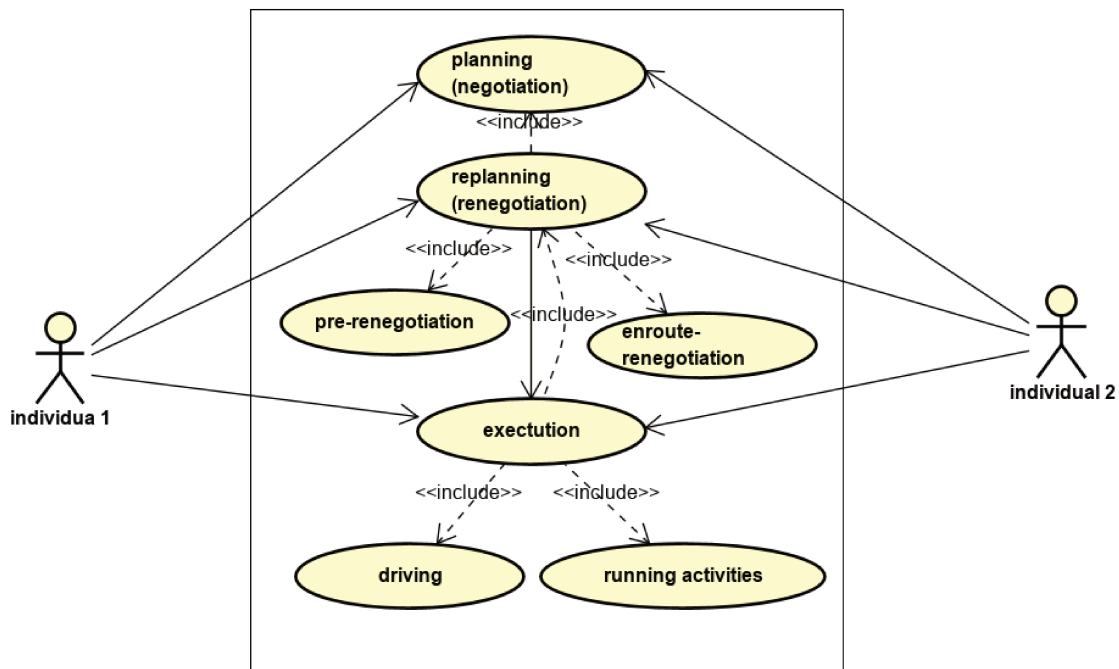 planning
(negotiation)
<<include>>
replanning
(renegotiation)
<<include>>
<<include>>
pre-renegotiation
<<include>>
enroute-
renegotiation
individua 1
individual 2
exectution
<<include>>
<<include>>
driving
running activities